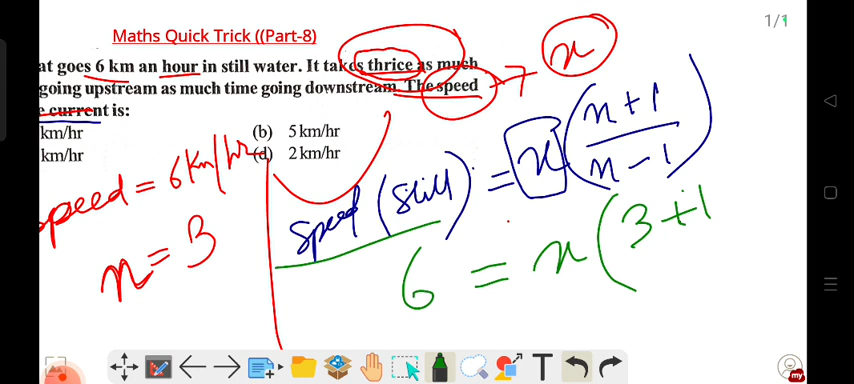 1/1
Maths Quick Trick ((Part-8)
at goes 6 km an hour in still water. It takes thrice as much
going upstream as much time going downstream. The speed
current is:
km/hr (b) 5 km/hr
km/hr (d) 2 km/hr
x
speed = 6 km/hr
n = 3
speed (still) = x (n+1 / n-1)
6 = x (3+1
T
my